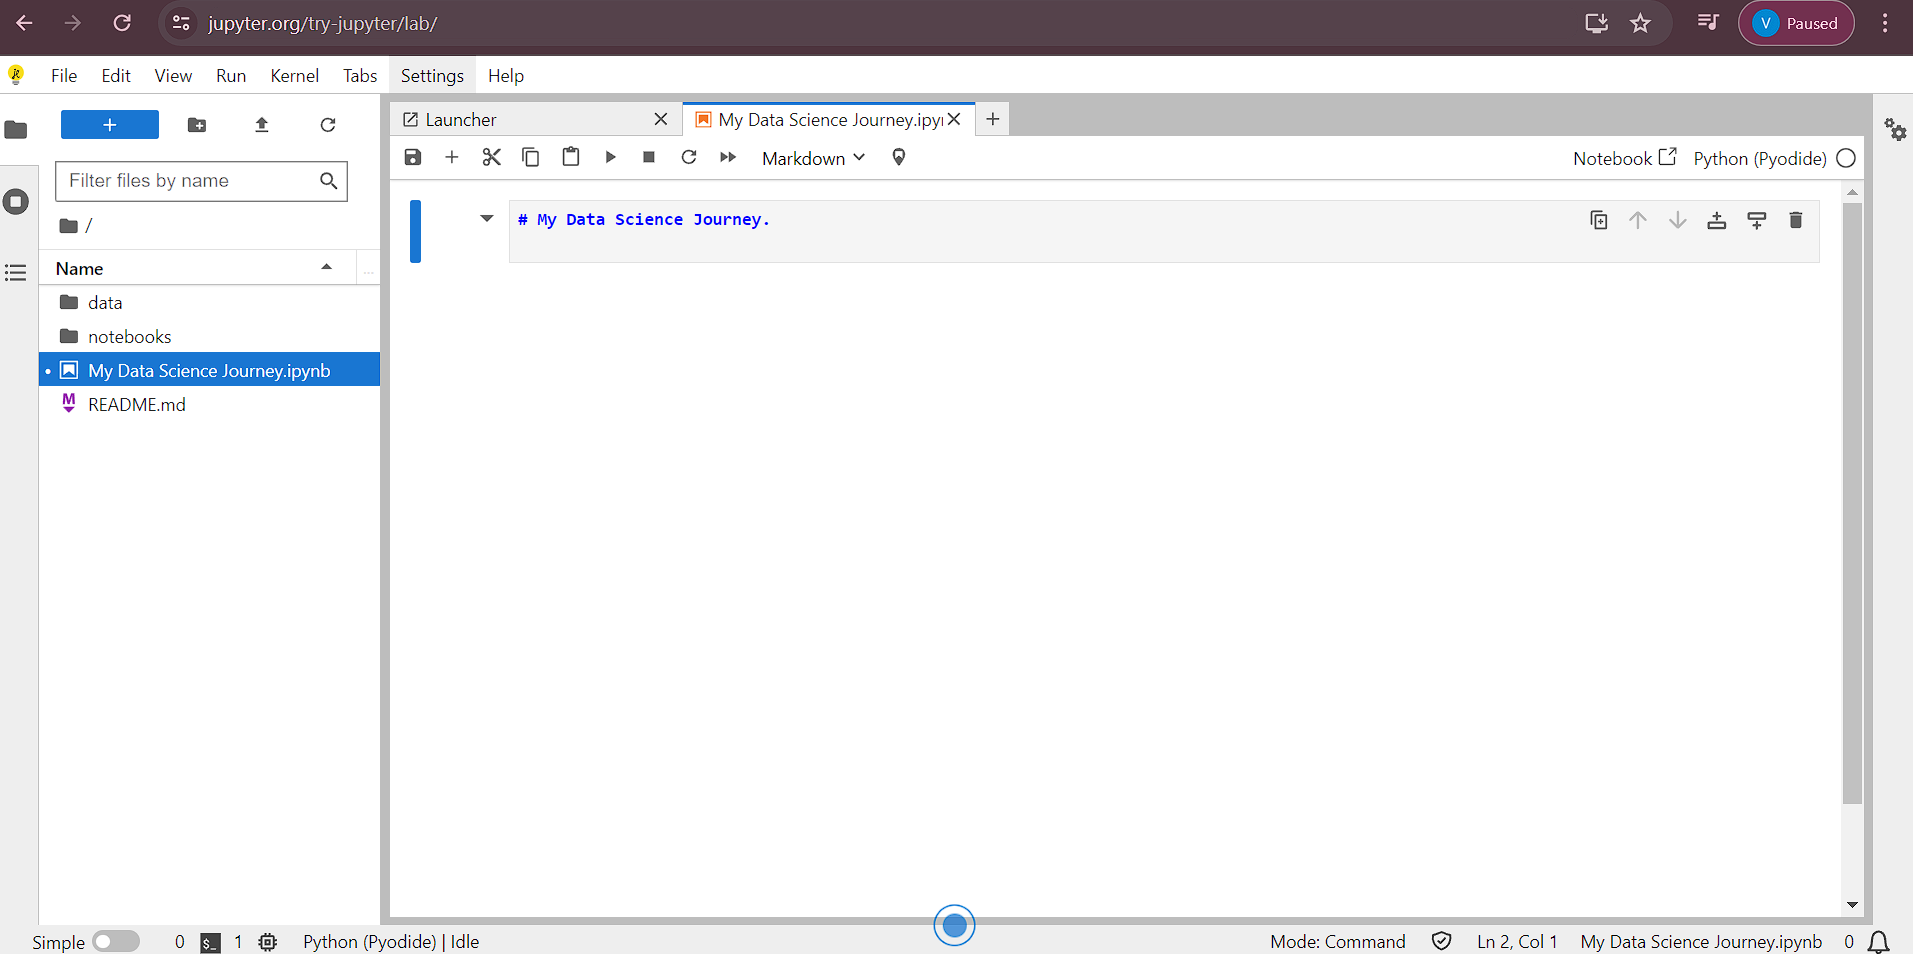 jupyter.org/try-jupyter/lab/
V Paused
File Edit View Run Kernel Tabs Settings Help
Launcher
My Data Science Journey.ipy
Markdown
Notebook
Python (Pyodide)
Filter files by name
/
Name
...
data
notebooks
My Data Science Journey.ipynb
M README.md
# My Data Science Journey.
Simple
0
$_
1
Python (Pyodide) | Idle
Mode: Command
Ln 2, Col 1
My Data Science Journey.ipynb
0